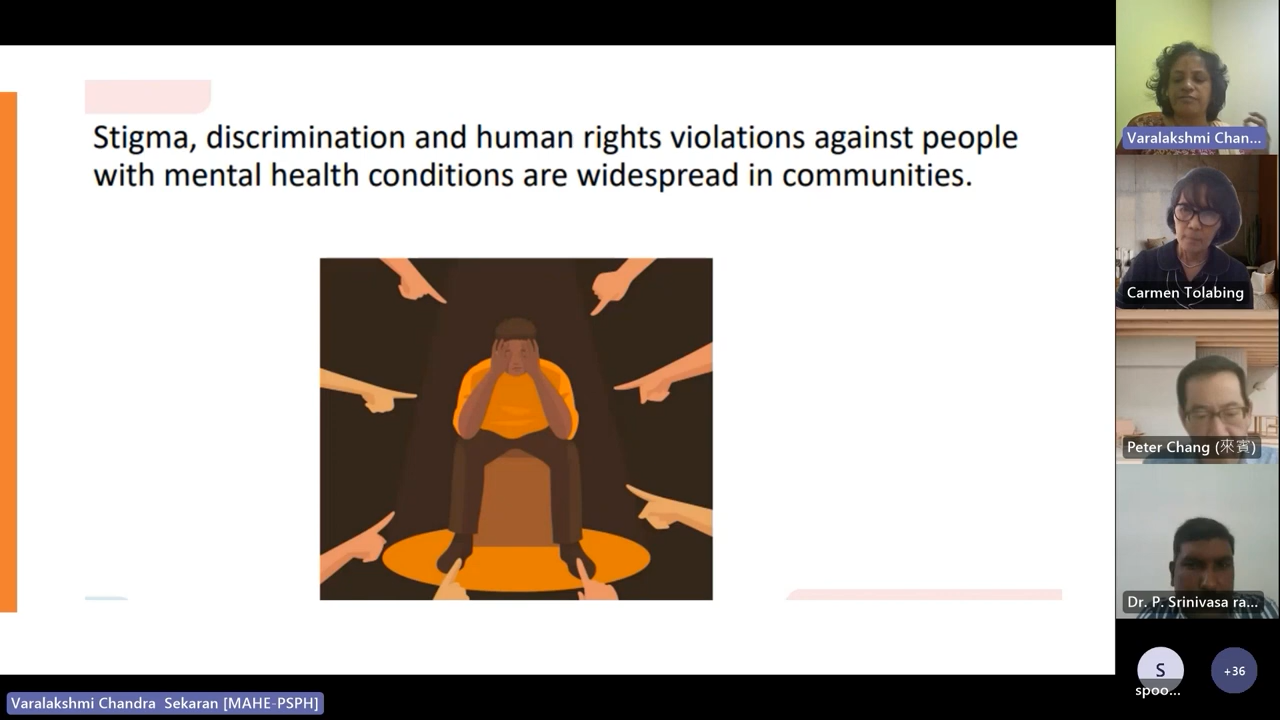 Stigma, discrimination and human rights violations against people
with mental health conditions are widespread in communities.
Varalakshmi Chan...
Carmen Tolabing
Peter Chang (來賓)
Dr. P. Srinivasa ra...
S
spoo...
+36
Varalakshmi Chandra Sekaran [MAHE-PSPH]